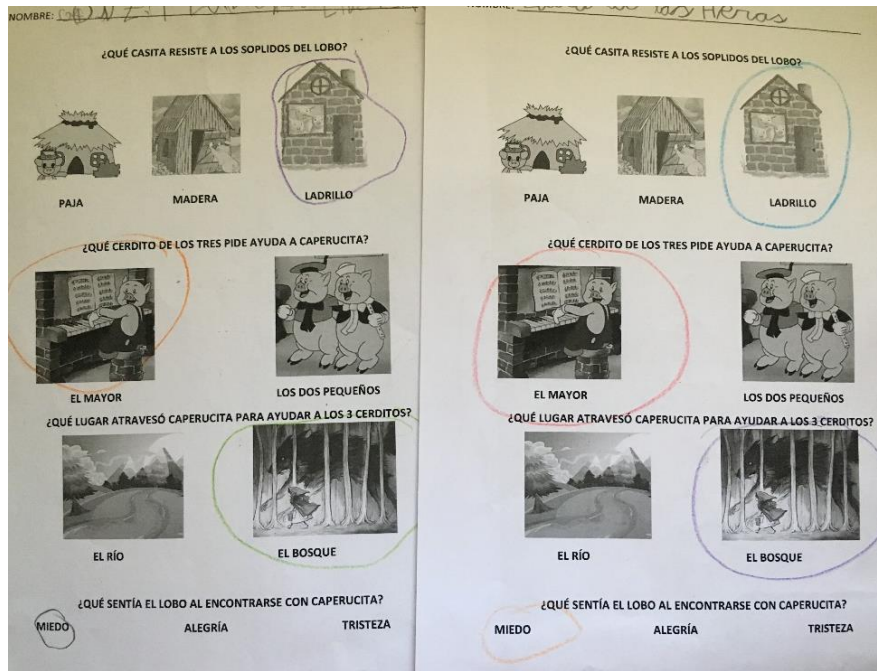 NOMBRE:
¿QUÉ CASITA RESISTE A LOS SOPLIDOS DEL LOBO?
PAJA MADERA LADRILLO
¿QUÉ CERDITO DE LOS TRES PIDE AYUDA A CAPERUCITA?
EL MAYOR LOS DOS PEQUEÑOS
¿QUÉ LUGAR ATRAVESÓ CAPERUCITA PARA AYUDAR A LOS 3 CERDITOS?
EL RÍO EL BOSQUE
¿QUÉ SENTÍA EL LOBO AL ENCONTRARSE CON CAPERUCITA?
MIEDO ALEGRÍA TRISTEZA
las Heras
¿QUÉ CASITA RESISTE A LOS SOPLIDOS DEL LOBO?
PAJA MADERA LADRILLO
¿QUÉ CERDITO DE LOS TRES PIDE AYUDA A CAPERUCITA?
EL MAYOR LOS DOS PEQUEÑOS
¿QUÉ LUGAR ATRAVESÓ CAPERUCITA PARA AYUDAR A LOS 3 CERDITOS?
EL RÍO EL BOSQUE
¿QUÉ SENTÍA EL LOBO AL ENCONTRARSE CON CAPERUCITA?
MIEDO ALEGRÍA TRISTEZA